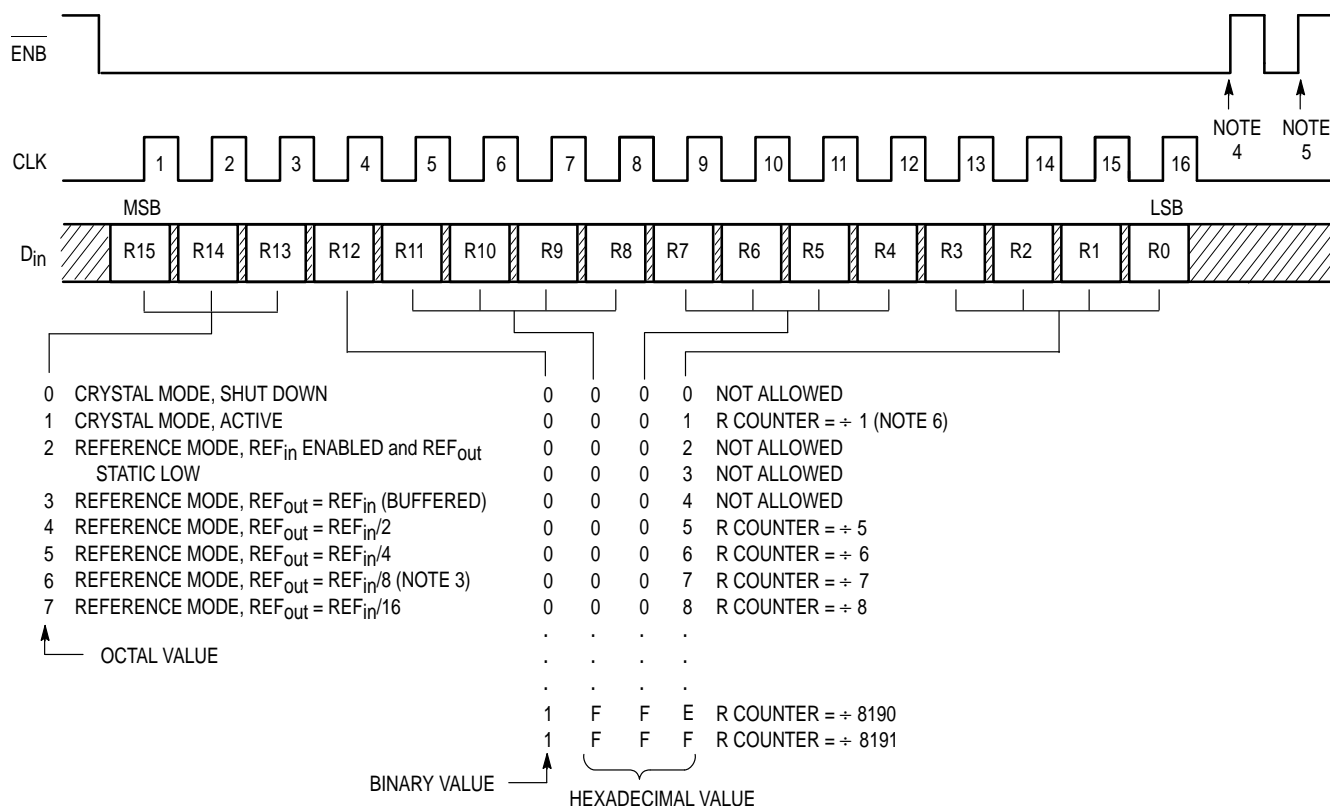 ENB
NOTE 4
NOTE 5
CLK
1 2 3 4 5 6 7 8 9 10 11 12 13 14 15 16
MSB
LSB
Din
R15 R14 R13 R12 R11 R10 R9 R8 R7 R6 R5 R4 R3 R2 R1 R0
0 CRYSTAL MODE, SHUT DOWN
1 CRYSTAL MODE, ACTIVE
2 REFERENCE MODE, REFin ENABLED and REFout
STATIC LOW
3 REFERENCE MODE, REFout = REFin (BUFFERED)
4 REFERENCE MODE, REFout = REFin/2
5 REFERENCE MODE, REFout = REFin/4
6 REFERENCE MODE, REFout = REFin/8 (NOTE 3)
7 REFERENCE MODE, REFout = REFin/16
OCTAL VALUE
0 0 0 0 NOT ALLOWED
0 0 0 1 R COUNTER = ÷ 1 (NOTE 6)
0 0 0 2 NOT ALLOWED
0 0 0 3 NOT ALLOWED
0 0 0 4 NOT ALLOWED
0 0 0 5 R COUNTER = ÷ 5
0 0 0 6 R COUNTER = ÷ 6
0 0 0 7 R COUNTER = ÷ 7
0 0 0 8 R COUNTER = ÷ 8
. . . .
. . . .
. . . .
1 F F E R COUNTER = ÷ 8190
1 F F F R COUNTER = ÷ 8191
BINARY VALUE
HEXADECIMAL VALUE